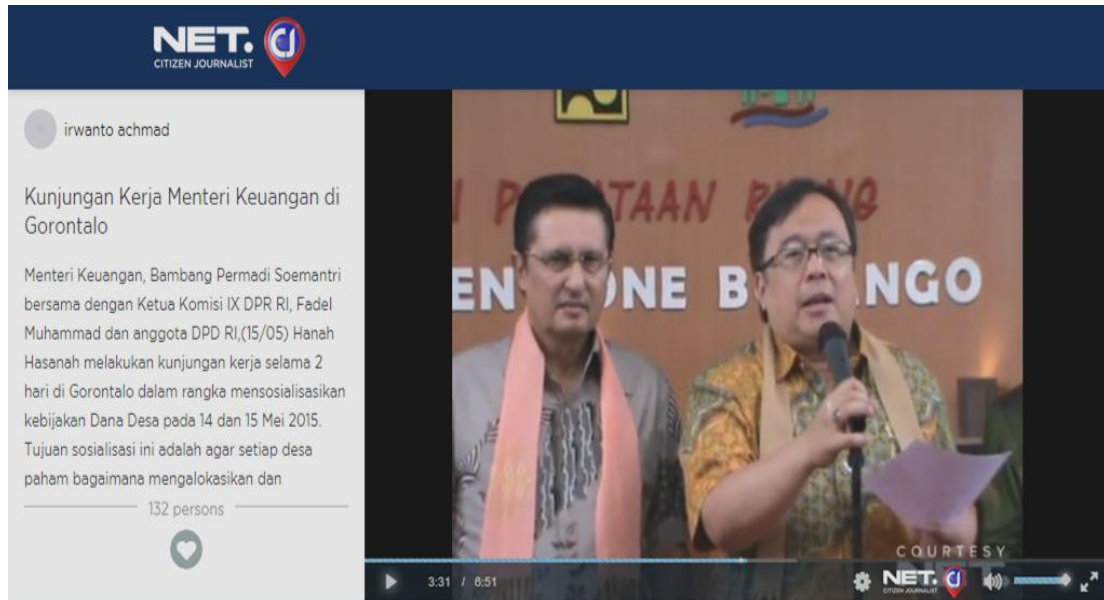 NET.
CITIZEN JOURNALIST
irwanto achmad
Kunjungan Kerja Menteri Keuangan di
Gorontalo
Menteri Keuangan, Bambang Permadi Soemantri
bersama dengan Ketua Komisi IX DPR RI, Fadel
Muhammad dan anggota DPD RI,(15/05) Hanah
Hasanah melakukan kunjungan kerja selama 2
hari di Gorontalo dalam rangka mensosialisasikan
kebijakan Dana Desa pada 14 dan 15 Mei 2015.
Tujuan sosialisasi ini adalah agar setiap desa
paham bagaimana mengalokasikan dan
132 persons
COURTESY
3:31 / 6:51
NET. CJ
CITIZEN JOURNALIST